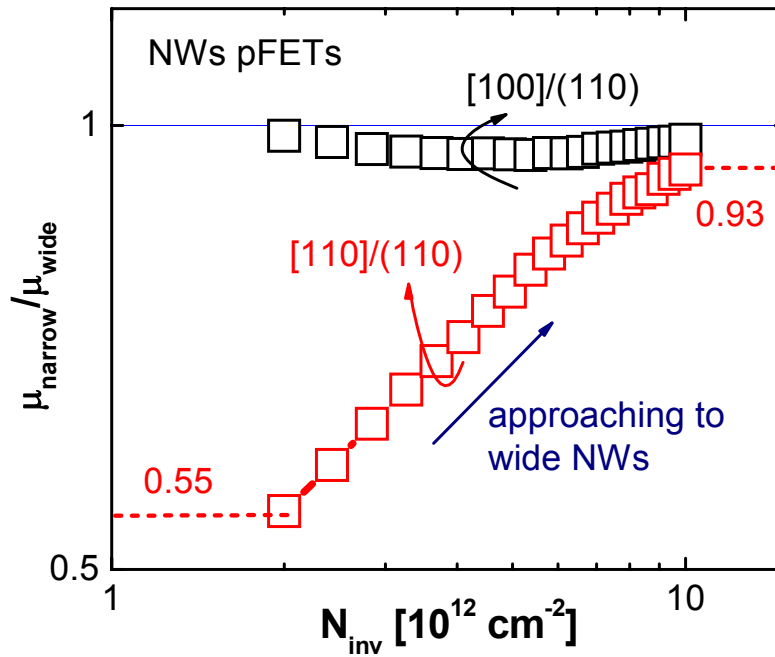 NWs pFETs
[100]/(110)
1
0.93
[110]/(110)
μnarrow/μwide
approaching to
wide NWs
0.55
0.5
1
10
Ninv [10^12 cm^-2]